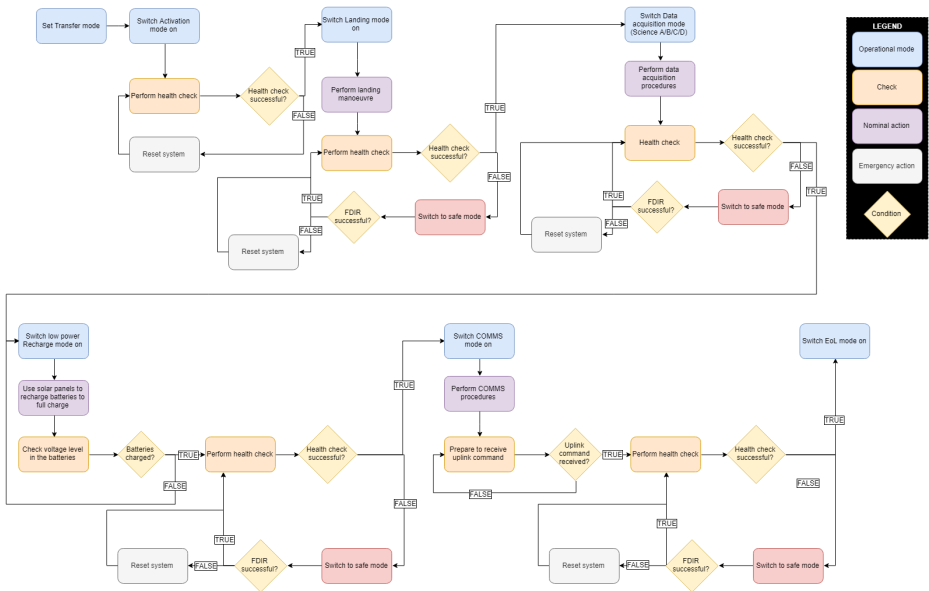 Set Transfer mode
Switch Activation
mode on
Perform health check
Health check
successful?
TRUE
FALSE
Reset system
Switch Landing mode
on
Perform landing
manoeuvre
Perform health check
Health check
successful?
TRUE
FALSE
Switch to safe mode
FDIR
successful?
TRUE
FALSE
Reset system
Switch Data
acquisition mode
(Science A/B/C/D)
Perform data
acquisition
procedures
Health check
Health check
successful?
FALSE
TRUE
Switch to safe mode
FDIR
successful?
TRUE
FALSE
Reset system
LEGEND
Operational mode
Check
Nominal action
Emergency action
Condition
Switch low power
Recharge mode on
Use solar panels to
recharge batteries to
full charge
Check voltage level
in the batteries
Batteries
charged?
TRUE
FALSE
Perform health check
Health check
successful?
TRUE
FALSE
Switch to safe mode
FDIR
successful?
TRUE
FALSE
Reset system
Switch COMMS
mode on
Perform COMMS
procedures
Prepare to receive
uplink command
Uplink
command
received?
TRUE
FALSE
Perform health check
Health check
successful?
TRUE
FALSE
Switch to safe mode
FDIR
successful?
TRUE
FALSE
Reset system
Switch EoL mode on